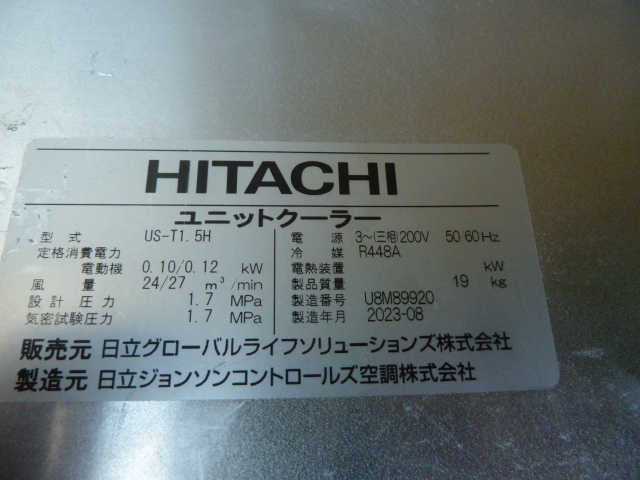 HITACHI
ユニットクーラー
型式 US-T1.5H 電源 3~(三相)200V 50 60Hz
定格消費電力 冷媒 R448A
電動機 0.10/0.12 kW 電熱装置 kW
風量 24/27 m³/min 製品質量 19 kg
設計圧力 1.7 MPa 製造番号 U8M89920
気密試験圧力 1.7 MPa 製造年月 2023-08
販売元 日立グローバルライフソリューションズ株式会社
製造元 日立ジョンソンコントロールズ空調株式会社